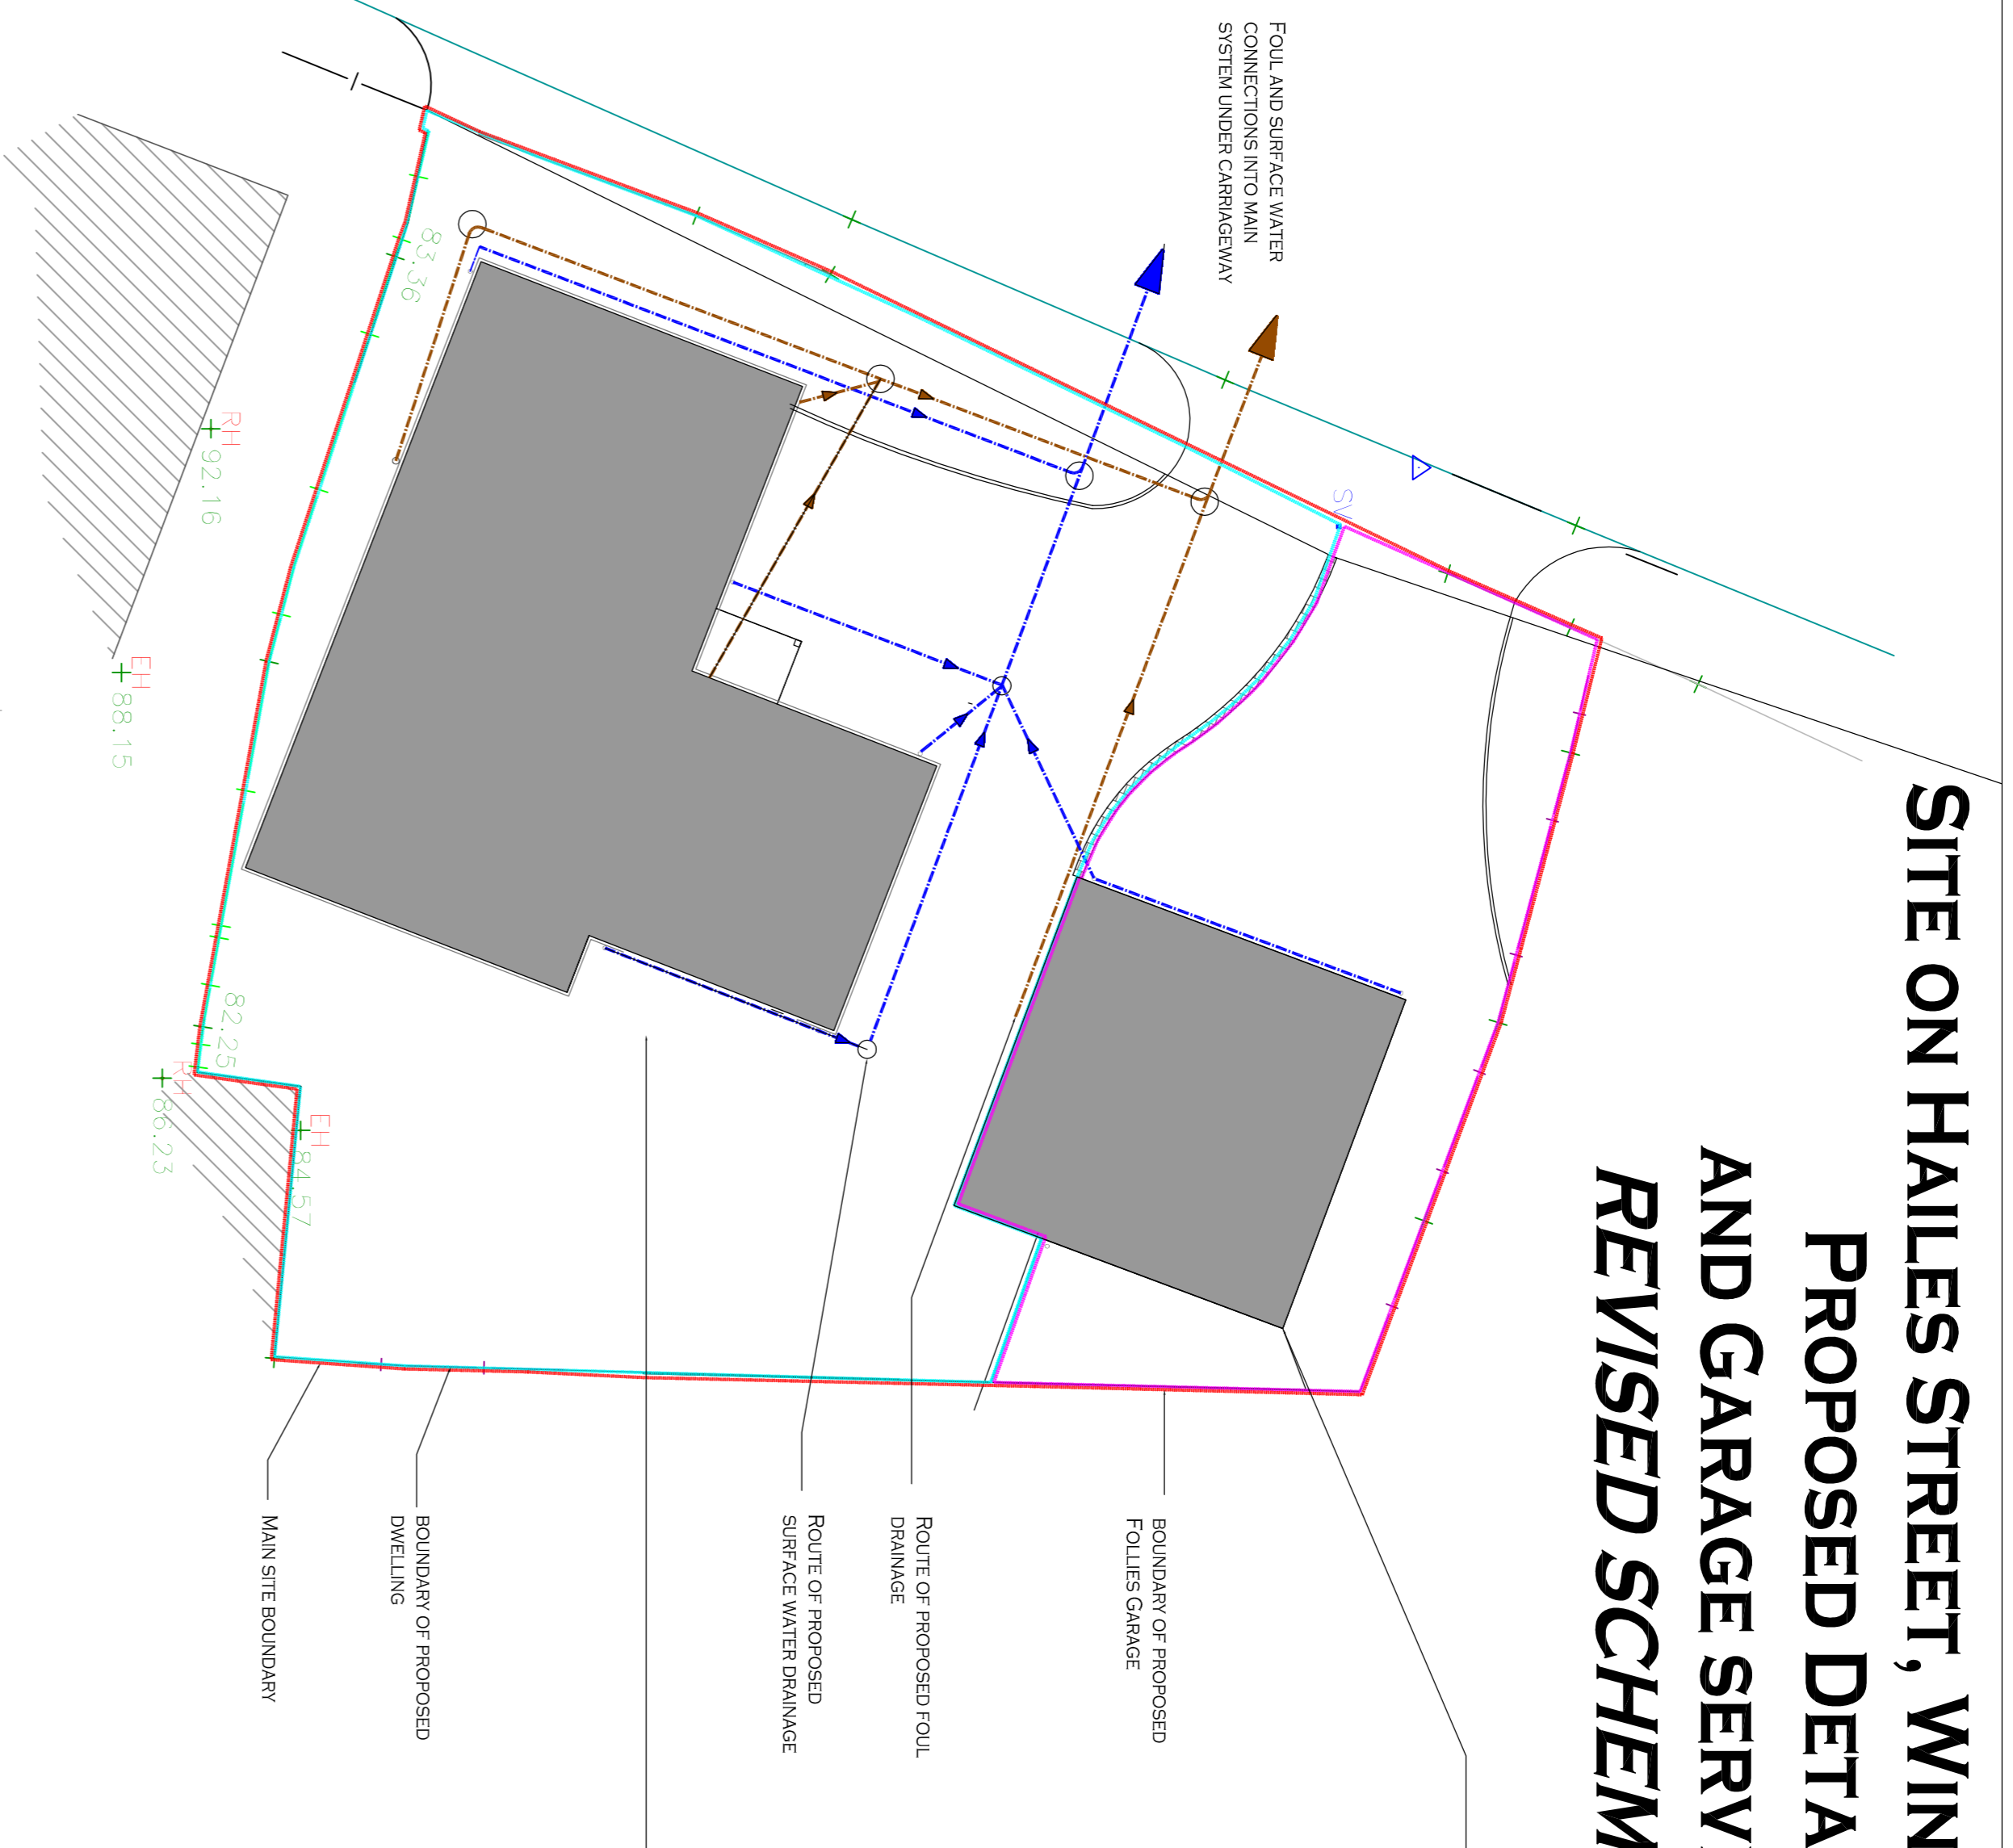 SITE ON HAILES STREET, WIN
PROPOSED DETA
AND GARAGE SERV
REVISED SCHEM
FOUL AND SURFACE WATER
CONNECTIONS INTO MAIN
SYSTEM UNDER CARRIAGEWAY
SV
83.36
RH
92.16
EH
88.15
82.25
RH
86.23
EH
84.57
BOUNDARY OF PROPOSED
FOLLIES GARAGE
ROUTE OF PROPOSED FOUL
DRAINAGE
ROUTE OF PROPOSED
SURFACE WATER DRAINAGE
BOUNDARY OF PROPOSED
DWELLING
MAIN SITE BOUNDARY